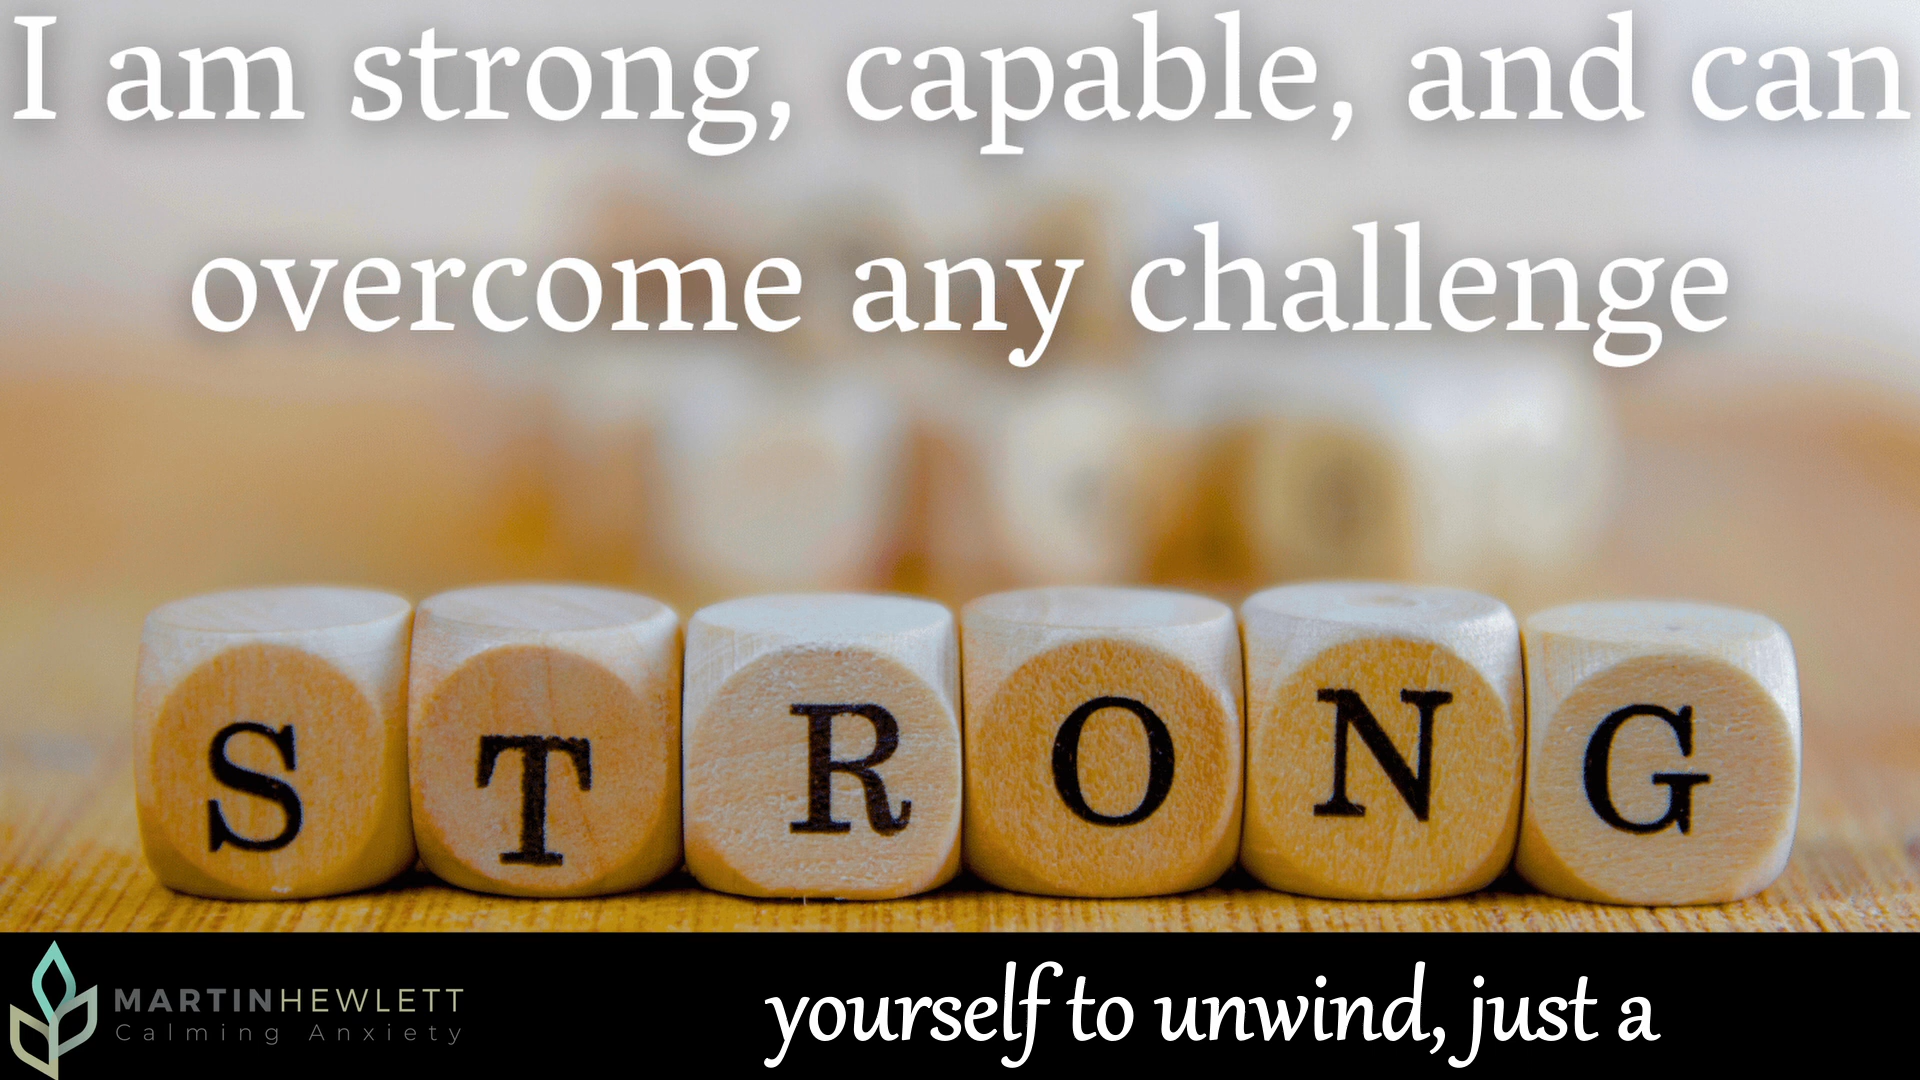 I am strong, capable, and can
overcome any challenge
STRONG
MARTINHEWLETT
Calming Anxiety
yourself to unwind, just a